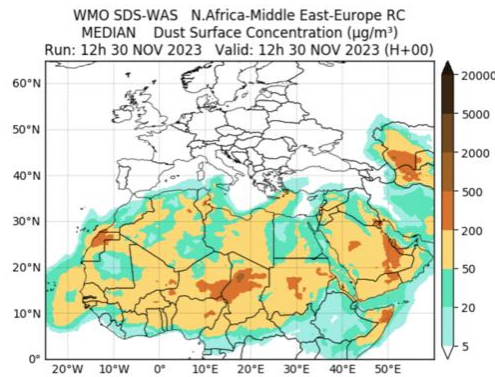 WMO SDS-WAS N.Africa-Middle East-Europe RC
MEDIAN Dust Surface Concentration (µg/m³)
Run: 12h 30 NOV 2023 Valid: 12h 30 NOV 2023 (H+00)
60°N
50°N
40°N
30°N
20°N
10°N
0°
20°W
10°W
0°
10°E
20°E
30°E
40°E
50°E
20000
5000
2000
500
200
50
20
5